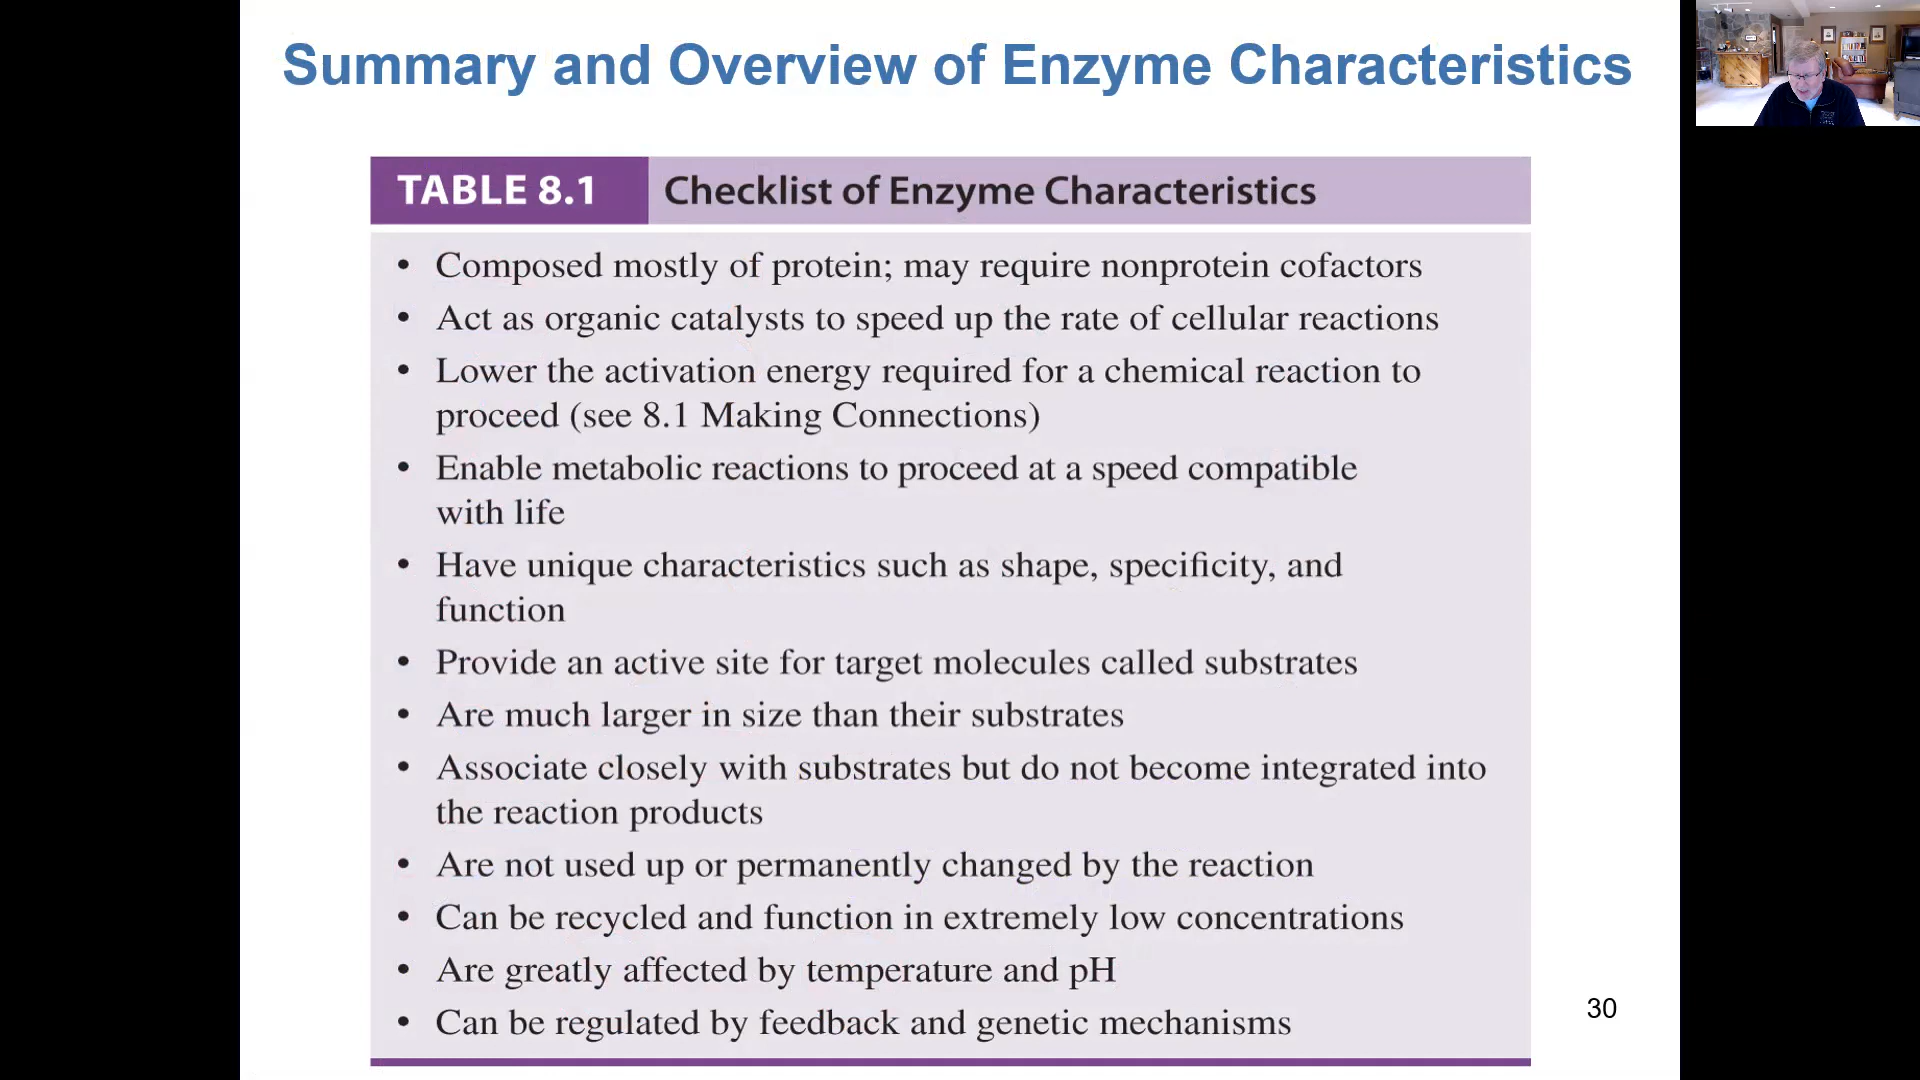 Summary and Overview of Enzyme Characteristics
TABLE 8.1 Checklist of Enzyme Characteristics
• Composed mostly of protein; may require nonprotein cofactors
• Act as organic catalysts to speed up the rate of cellular reactions
• Lower the activation energy required for a chemical reaction to
proceed (see 8.1 Making Connections)
• Enable metabolic reactions to proceed at a speed compatible
with life
• Have unique characteristics such as shape, specificity, and
function
• Provide an active site for target molecules called substrates
• Are much larger in size than their substrates
• Associate closely with substrates but do not become integrated into
the reaction products
• Are not used up or permanently changed by the reaction
• Can be recycled and function in extremely low concentrations
• Are greatly affected by temperature and pH
• Can be regulated by feedback and genetic mechanisms
30